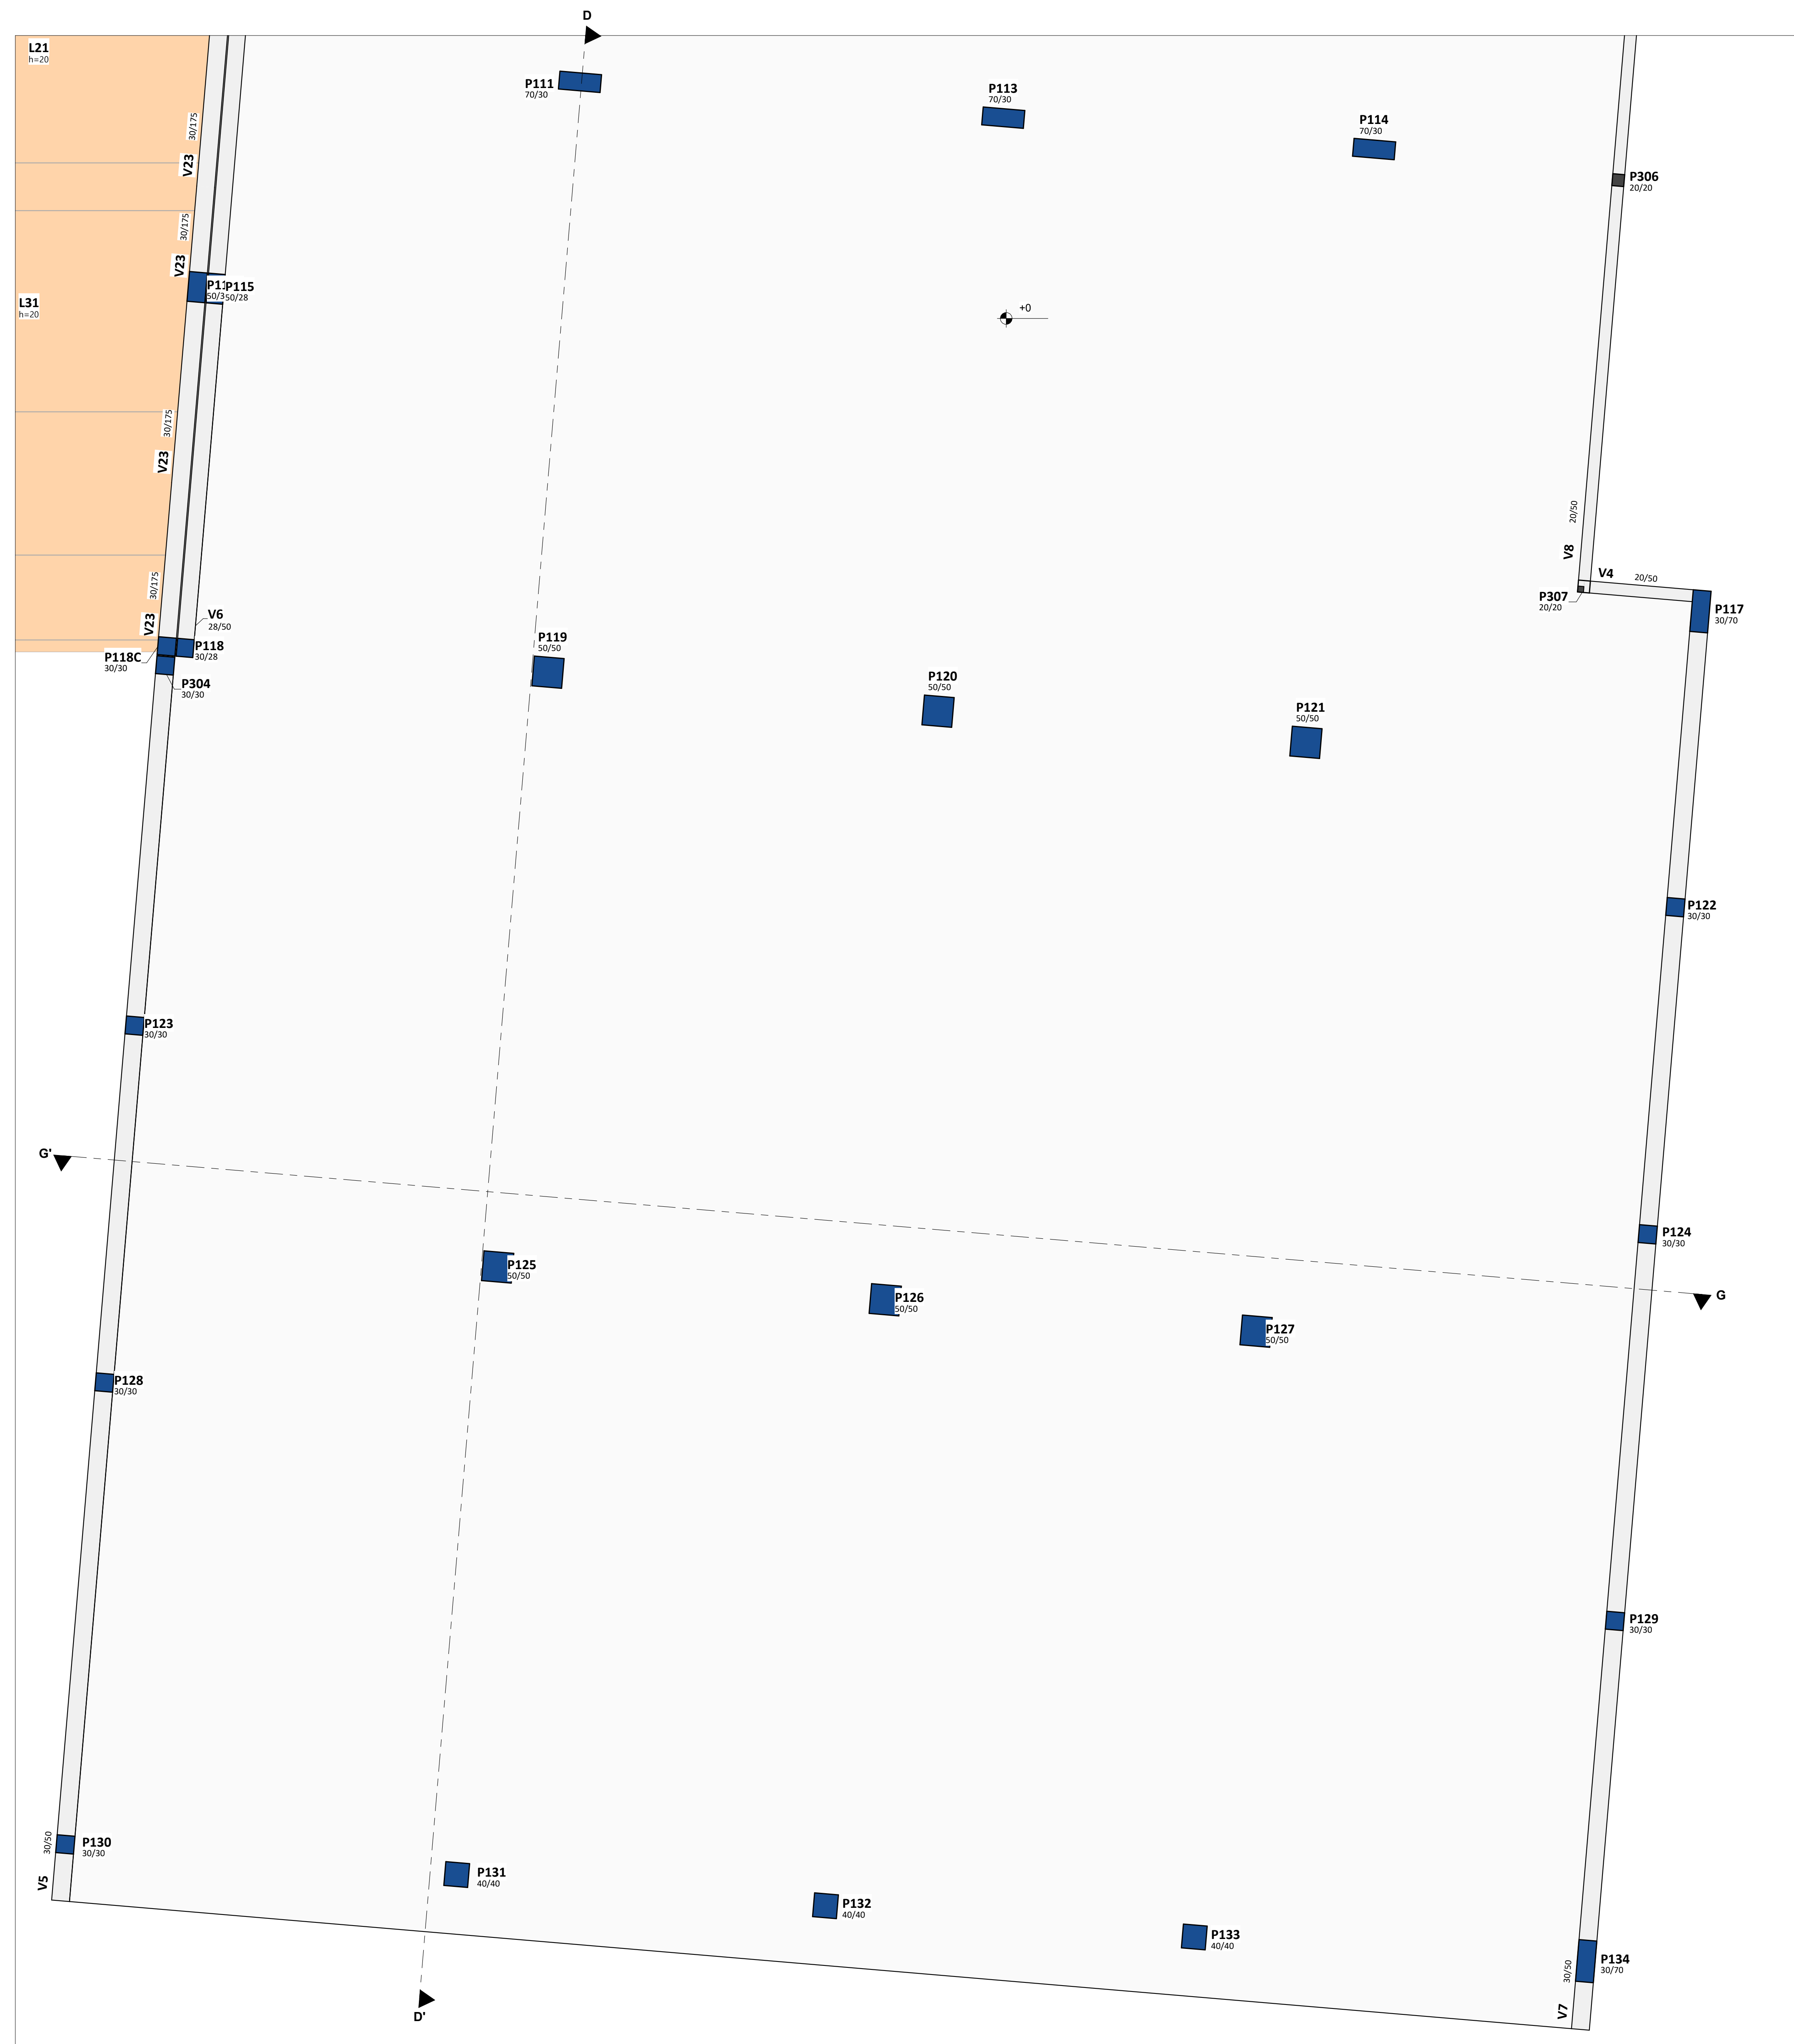 D
L21
h=20
P111
70/30
P113
70/30
P114
70/30
30/175
V23
P306
20/20
30/175
V23
P11
50/3
P115
50/28
L31
h=20
+0
30/175
V23
20/50
V8
V4
20/50
30/175
V23
P307
20/20
P117
30/70
V6
28/50
P118
30/28
P118C
30/30
P304
30/30
P119
50/50
P120
50/50
P121
50/50
P122
30/30
P123
30/30
G'
P124
30/30
P125
50/50
G
P126
50/50
P127
50/50
P128
30/30
P129
30/30
30/50
V5
P130
30/30
P131
40/40
P132
40/40
P133
40/40
P134
30/70
30/50
V7
D'